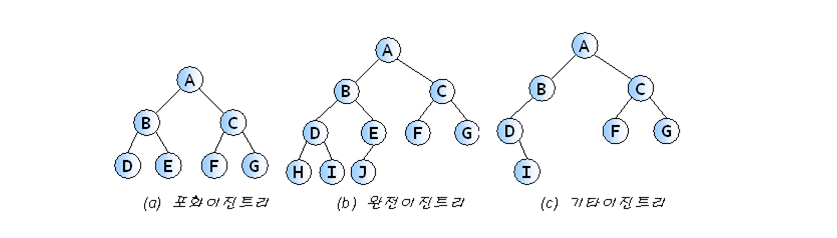 A
B C
D E F G
(a) 포화이진트리
A
B C
D E F G
H I J
(b) 완전이진트리
A
B C
D F G
I
(c) 기타이진트리